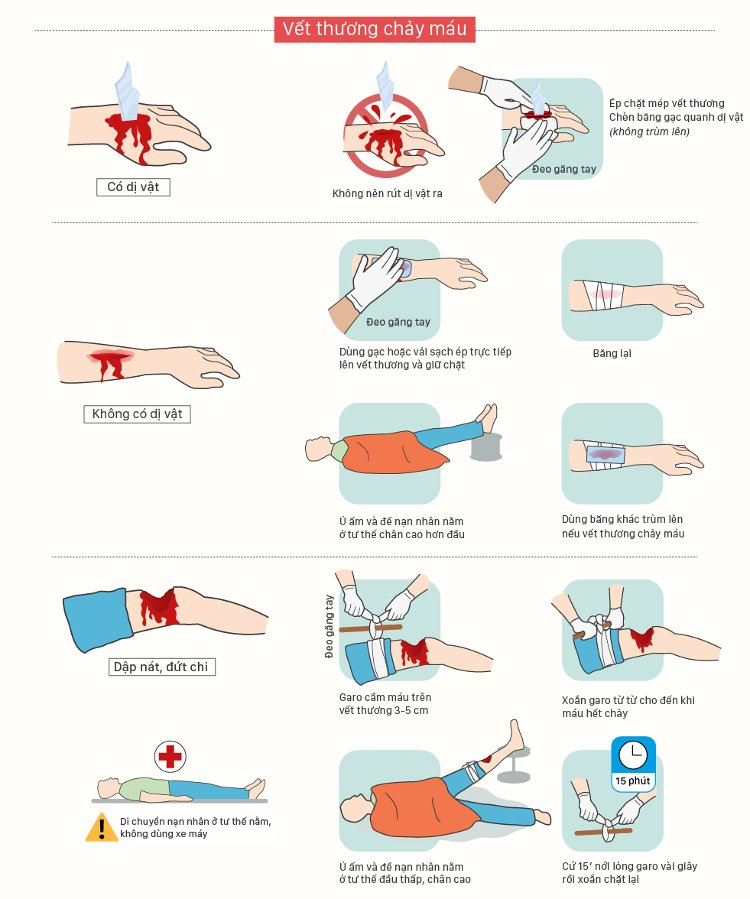 Vết thương chảy máu
Có dị vật
Không nên rút dị vật ra
Đeo găng tay
Ép chặt mép vết thương
Chèn băng gạc quanh dị vật
(không trùm lên)
Không có dị vật
Đeo găng tay
Dùng gạc hoặc vải sạch ép trực tiếp
lên vết thương và giữ chặt
Băng lại
Ủ ấm và để nạn nhân nằm
ở tư thế chân cao hơn đầu
Dùng băng khác trùm lên
nếu vết thương chảy máu
Dập nát, đứt chi
Đeo găng tay
Garo cầm máu trên
vết thương 3-5 cm
Xoắn garo từ từ cho đến khi
máu hết chảy
Di chuyển nạn nhân ở tư thế nằm,
không dùng xe máy
Ủ ấm và để nạn nhân nằm
ở tư thế đầu thấp, chân cao
15 phút
Cứ 15’ nới lỏng garo vài giây
rồi xoắn chặt lại